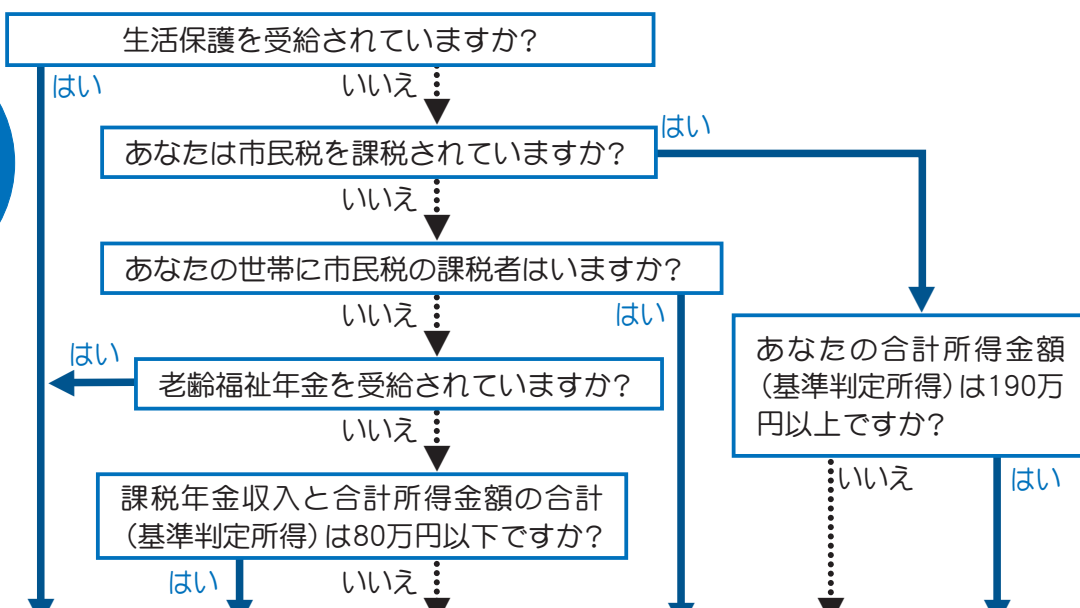 生活保護を受給されていますか?
はい
いいえ
あなたは市民税を課税されていますか?
はい
いいえ
あなたの世帯に市民税の課税者はいますか?
いいえ
はい
老齢福祉年金を受給されていますか?
はい
いいえ
課税年金収入と合計所得金額の合計
(基準判定所得)は80万円以下ですか?
はい
いいえ
あなたの合計所得金額
(基準判定所得)は190万
円以上ですか?
いいえ
はい